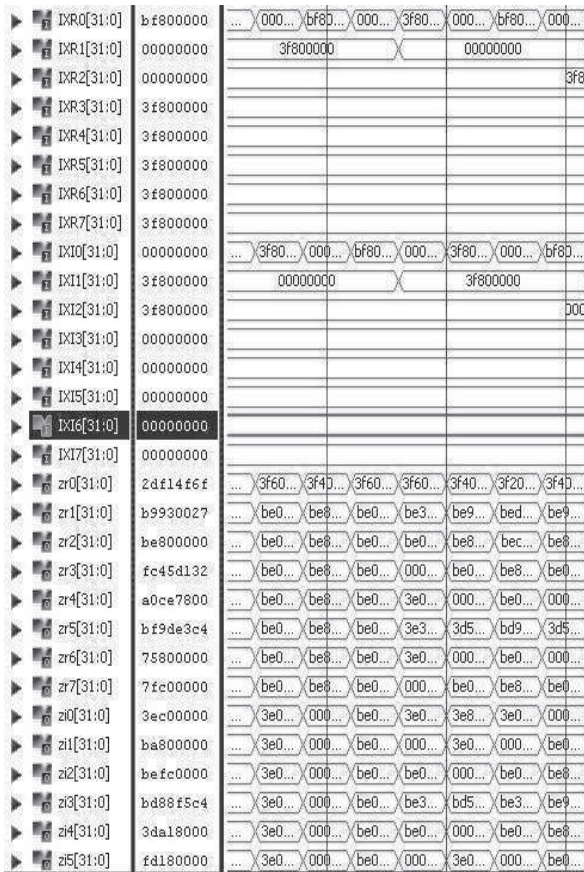 IXR0[31:0] bf800000 ... 000... bf80... 000... 3f80... 000... bf80... 000...
IXR1[31:0] 00000000 3f800000 00000000
IXR2[31:0] 00000000 3f8
IXR3[31:0] 3f800000
IXR4[31:0] 3f800000
IXR5[31:0] 3f800000
IXR6[31:0] 3f800000
IXR7[31:0] 3f800000
IXI0[31:0] 00000000 ... 3f80... 000... bf80... 000... 3f80... 000... bf80...
IXI1[31:0] 3f800000 00000000 3f800000
IXI2[31:0] 3f800000 000
IXI3[31:0] 00000000
IXI4[31:0] 00000000
IXI5[31:0] 00000000
IXI6[31:0] 00000000
IXI7[31:0] 00000000
zr0[31:0] 2df14f6f ... 3f60... 3f40... 3f60... 3f60... 3f40... 3f20... 3f40...
zr1[31:0] b9930027 ... be0... be8... be0... be3... be9... bed... be9...
zr2[31:0] be800000 ... be0... be8... be0... be0... be8... bec... be8...
zr3[31:0] fc45d132 ... be0... be8... be0... 000... be0... be8... be0...
zr4[31:0] a0ce7800 ... be0... be8... be0... 3e0... 000... be0... 000...
zr5[31:0] bf9de3c4 ... be0... be8... be0... 3e3... 3d5... bd9... 3d5...
zr6[31:0] 75800000 ... be0... be8... be0... 3e0... 000... be0... 000...
zr7[31:0] 7fc00000 ... be0... be8... be0... 000... be0... be8... be0...
zi0[31:0] 3ec00000 ... 3e0... 000... be0... 3e0... 3e8... 3e0... 000...
zi1[31:0] ba800000 ... 3e0... 000... be0... 000... 3e0... 000... be0...
zi2[31:0] befc0000 ... 3e0... 000... be0... be0... 000... be0... be8...
zi3[31:0] bd88f5c4 ... 3e0... 000... be0... be3... bd5... be3... be9...
zi4[31:0] 3da18000 ... 3e0... 000... be0... be0... 000... be0... be8...
zi5[31:0] fd180000 ... 3e0... 000... be0... 000... 3e0... 000... be0...